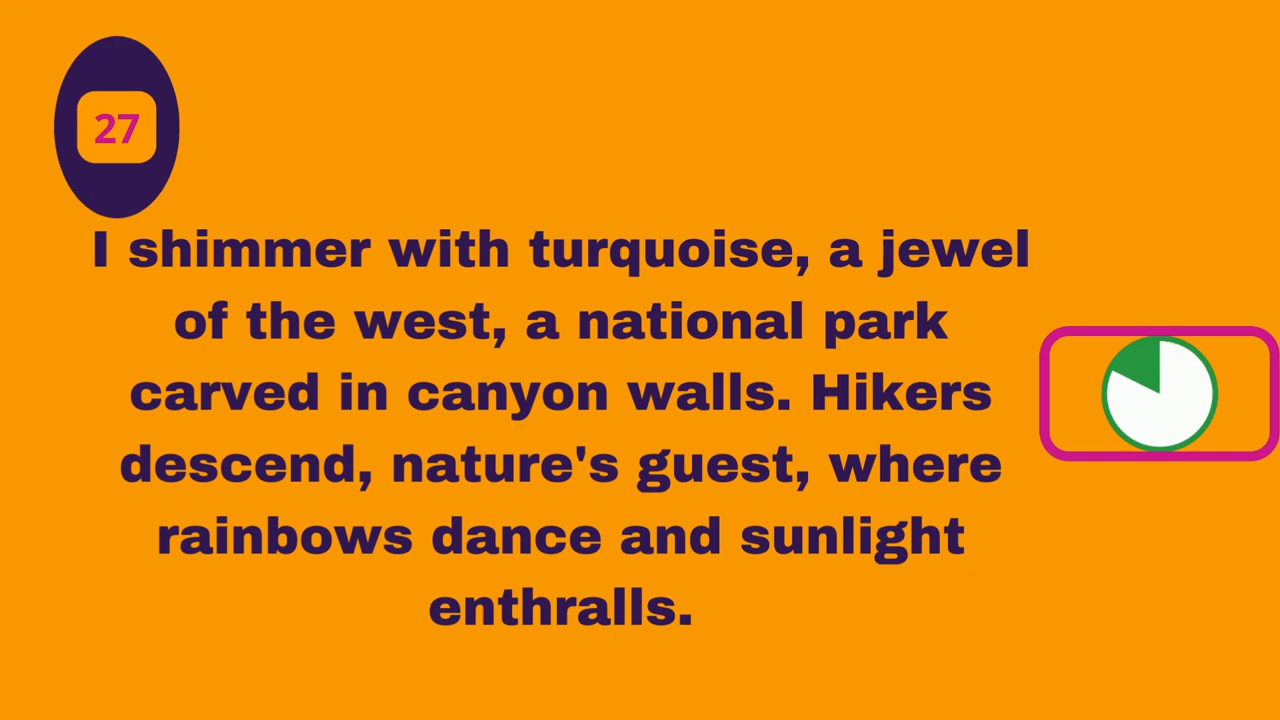 27
I shimmer with turquoise, a jewel
of the west, a national park
carved in canyon walls. Hikers
descend, nature's guest, where
rainbows dance and sunlight
enthralls.